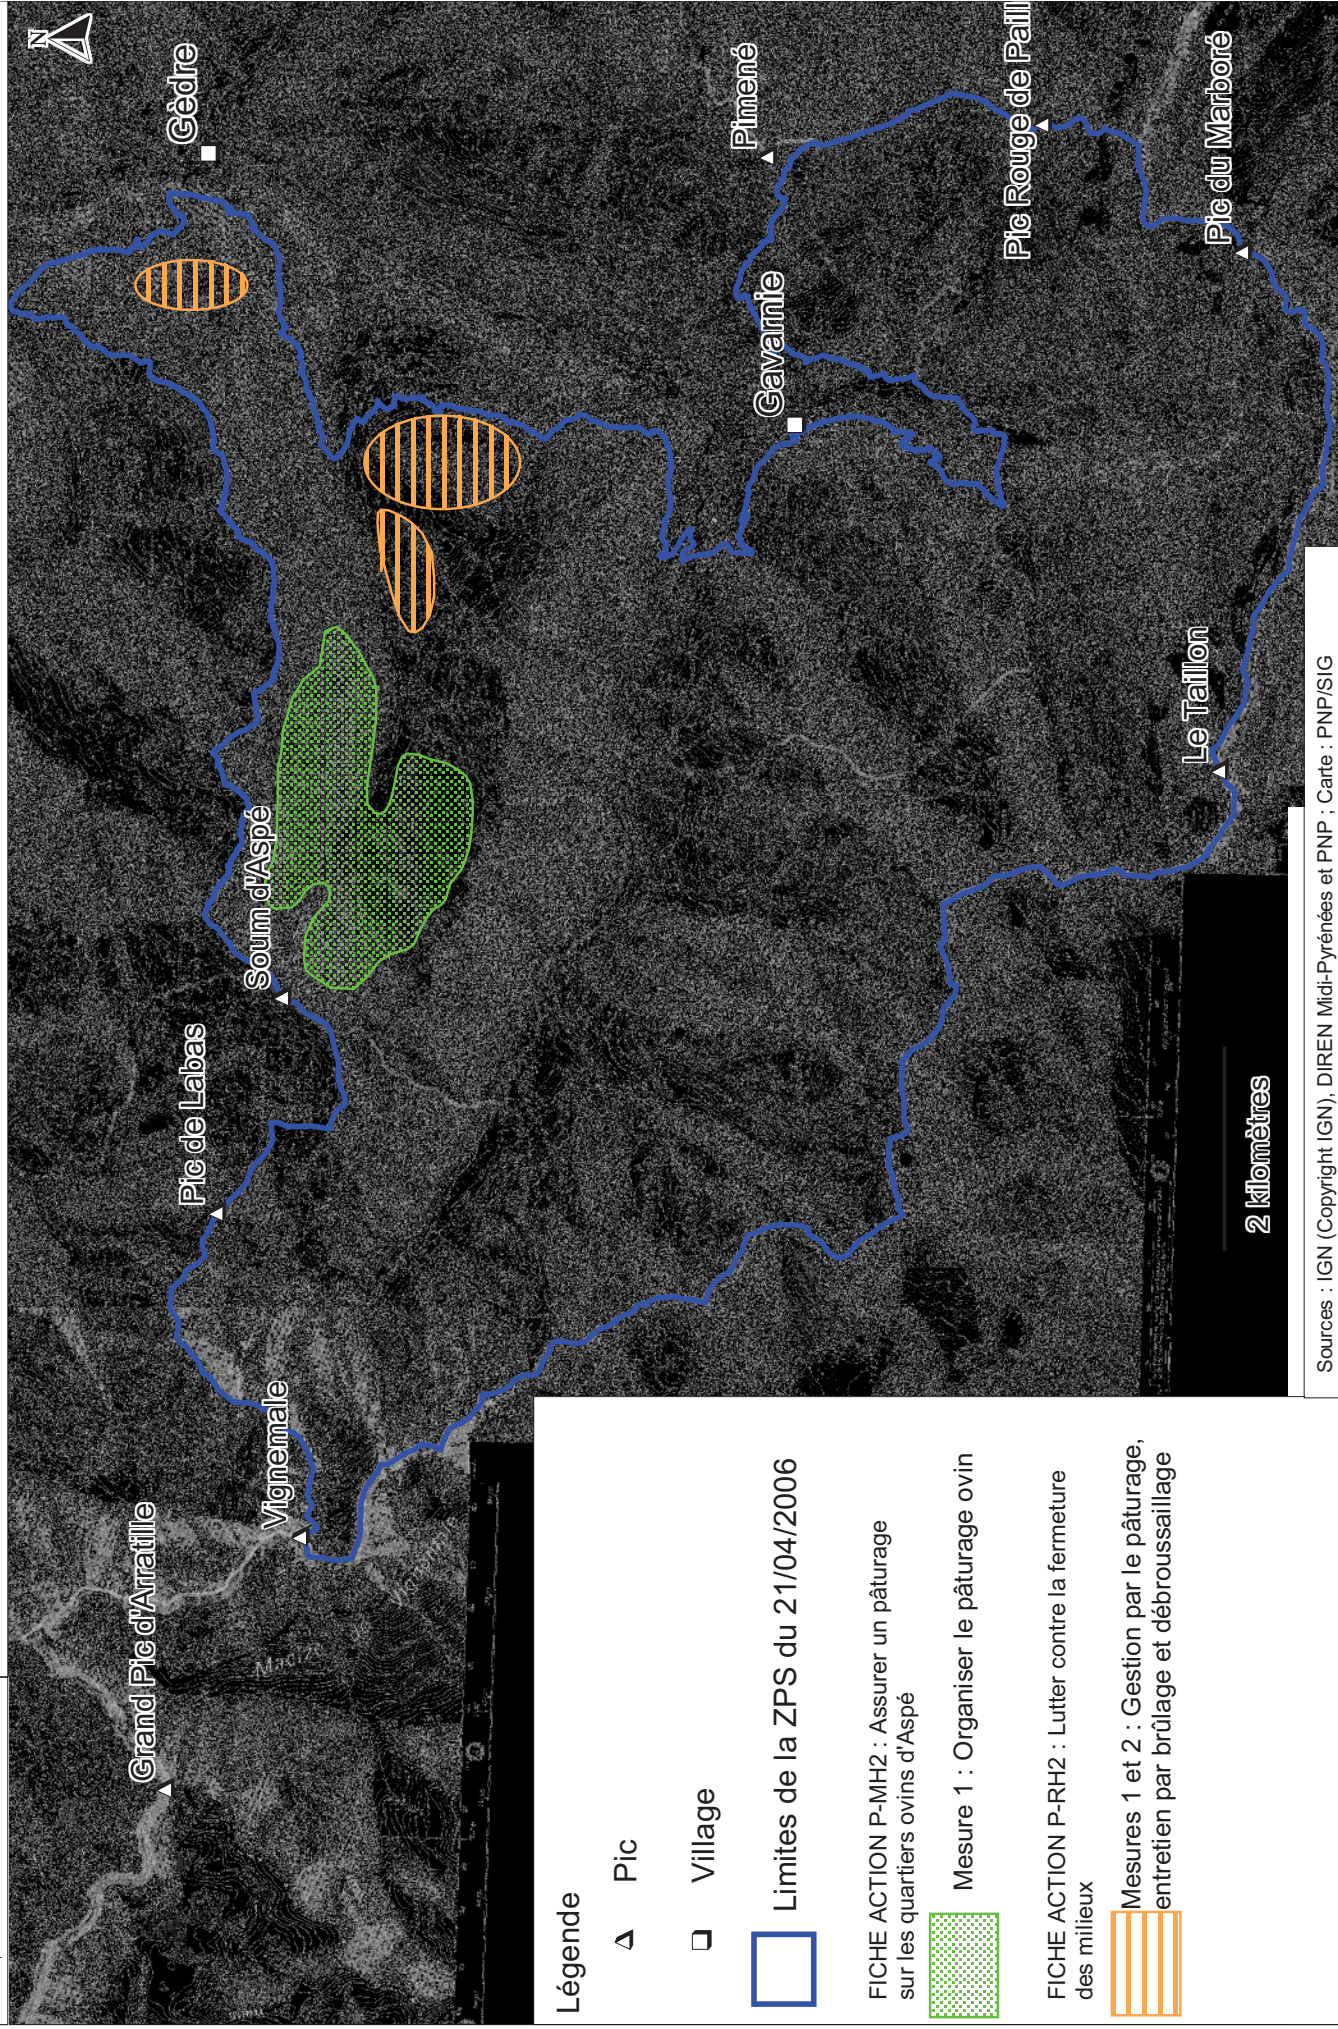 N
Gèdre
Pimené
Pic Rouge de Paill
Pic du Marboré
Gavarnie
Soum d'Aspé
Le Taillon
Pic de Labas
Vignemale
Grand Pic d'Arratille
2 kilomètres
Légende
Pic
Village
Limites de la ZPS du 21/04/2006
FICHE ACTION P-MH2 : Assurer un pâturage
sur les quartiers ovins d'Aspé
Mesure 1 : Organiser le pâturage ovin
FICHE ACTION P-RH2 : Lutter contre la fermeture
des milieux
Mesures 1 et 2 : Gestion par le pâturage,
entretien par brûlage et débroussaillage
Sources : IGN (Copyright IGN), DIREN Midi-Pyrénées et PNP ; Carte : PNP/SIG